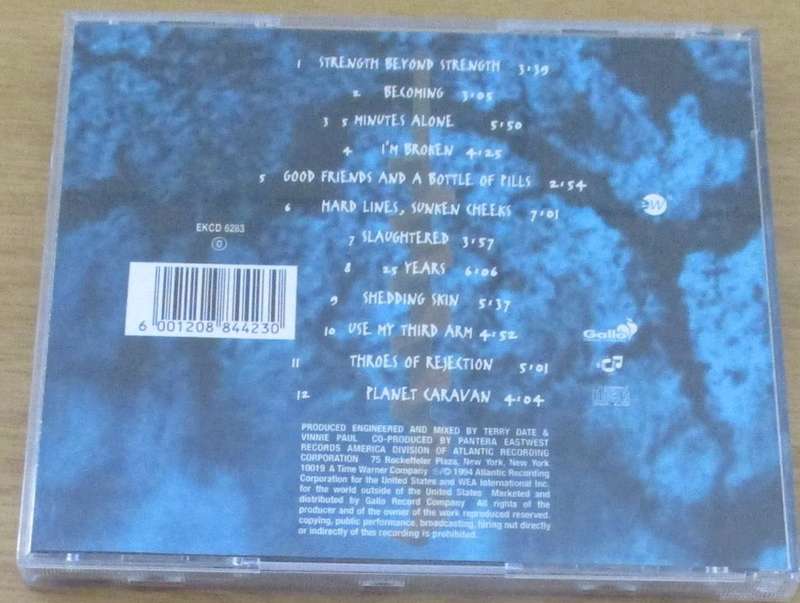 1 STRENGTH BEYOND STRENGTH 3:39
2 BECOMING 3:05
3 5 MINUTES ALONE 5:50
4 I'M BROKEN 4:25
5 GOOD FRIENDS AND A BOTTLE OF PILLS 2:54
6 HARD LINES, SUNKEN CHEEKS 7:01
EW
EKCD 6283
7 SLAUGHTERED 3:57
8 25 YEARS 6:06
9 SHEDDING SKIN 5:37
6 001208 844230
10 USE MY THIRD ARM 4:52
Gallo
11 THROES OF REJECTION 5:01
12 PLANET CARAVAN 4:04
PRODUCED ENGINEERED AND MIXED BY TERRY DATE &
VINNIE PAUL CO-PRODUCED BY PANTERA EASTWEST
RECORDS AMERICA DIVISION OF ATLANTIC RECORDING
CORPORATION 75 Rockefeller Plaza, New York, New York
10019 A Time Warner Company ℗/© 1994 Atlantic Recording
Corporation for the United States and WEA International Inc.
for the world outside of the United States Marketed and
distributed by Gallo Record Company All rights of the
producer and of the owner of the work reproduced reserved.
copying, public performance, broadcasting, hiring out directly
or indirectly of this recording is prohibited.